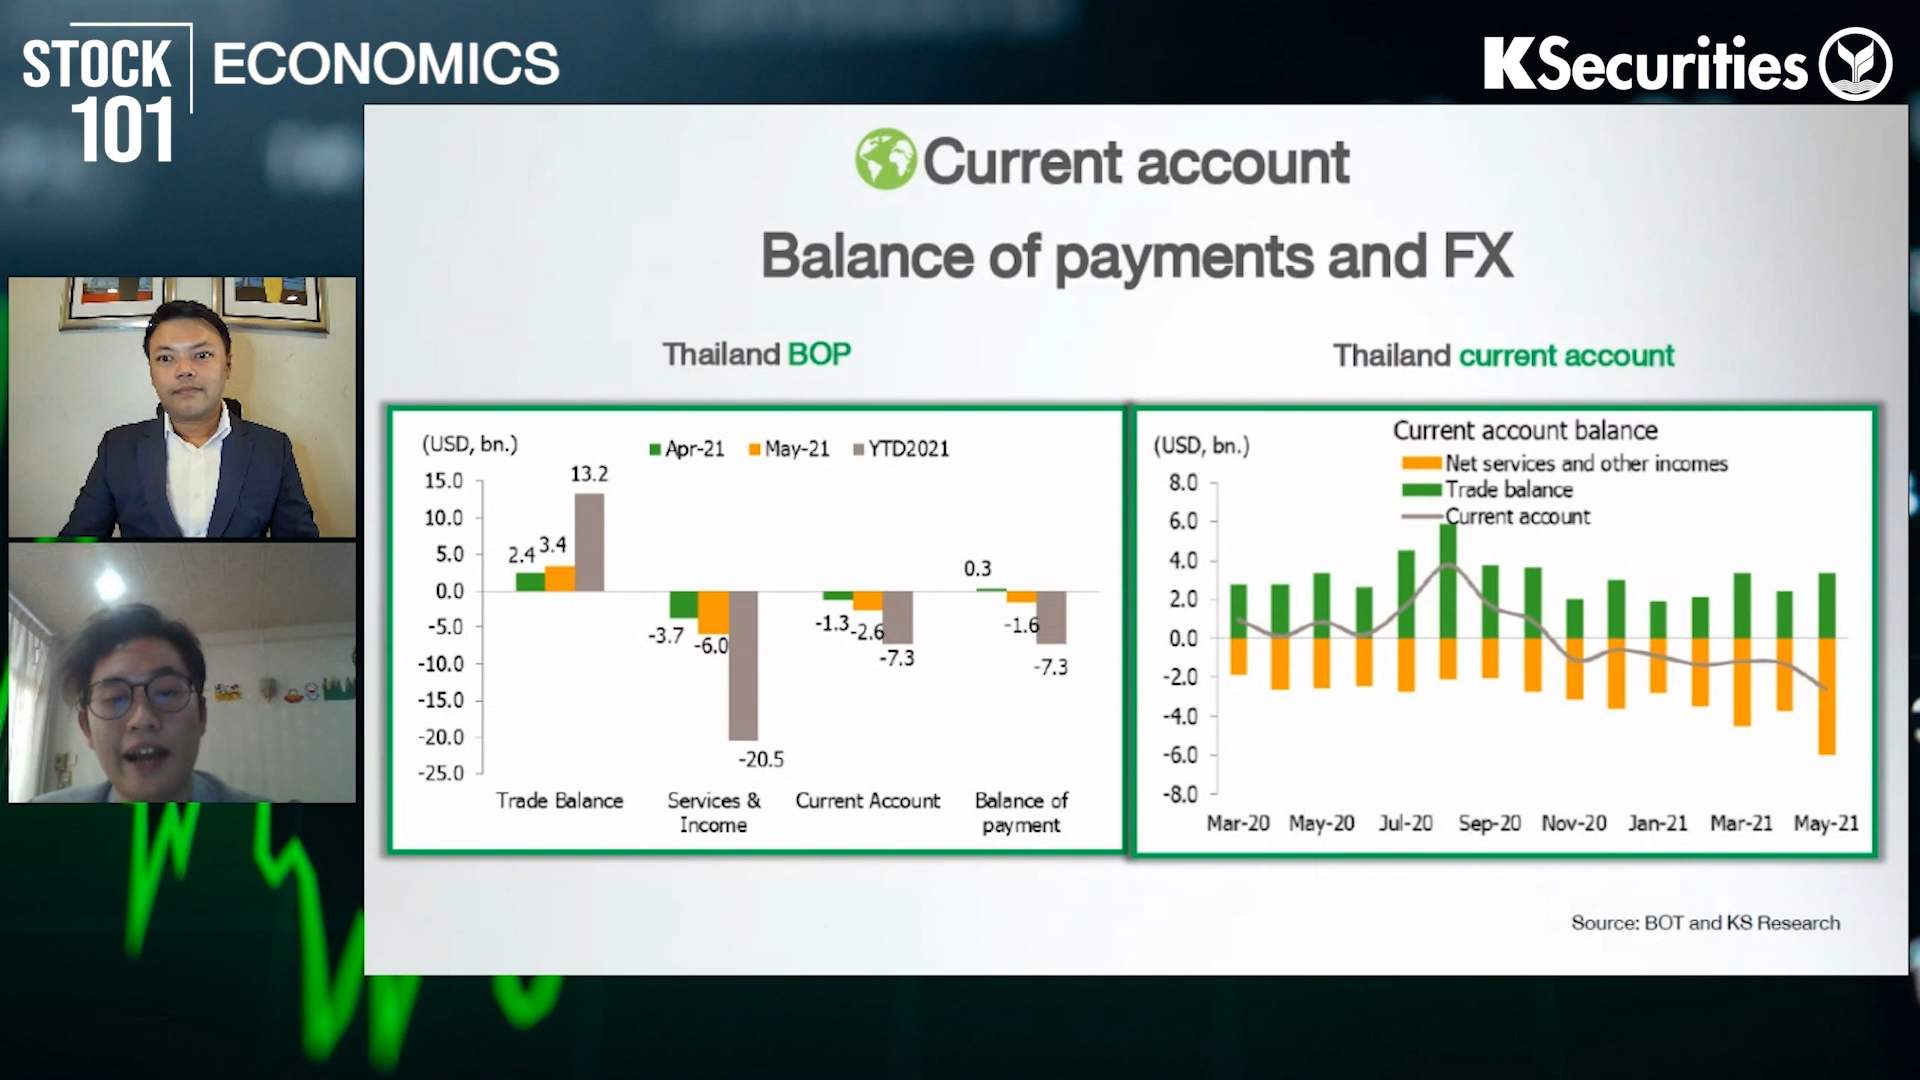 STOCK
101
ECONOMICS
KSecurities
Current account
Balance of payments and FX
Thailand BOP
(USD, bn.)
Apr-21
May-21
YTD2021
15.0
10.0
5.0
0.0
-5.0
-10.0
-15.0
-20.0
-25.0
2.4
3.4
13.2
-3.7
-6.0
-20.5
-1.3
-2.6
-7.3
0.3
-1.6
-7.3
Trade Balance
Services &
Income
Current Account
Balance of
payment
Thailand current account
Current account balance
(USD, bn.)
Net services and other incomes
Trade balance
Current account
8.0
6.0
4.0
2.0
0.0
-2.0
-4.0
-6.0
-8.0
Mar-20
May-20
Jul-20
Sep-20
Nov-20
Jan-21
Mar-21
May-21
Source: BOT and KS Research